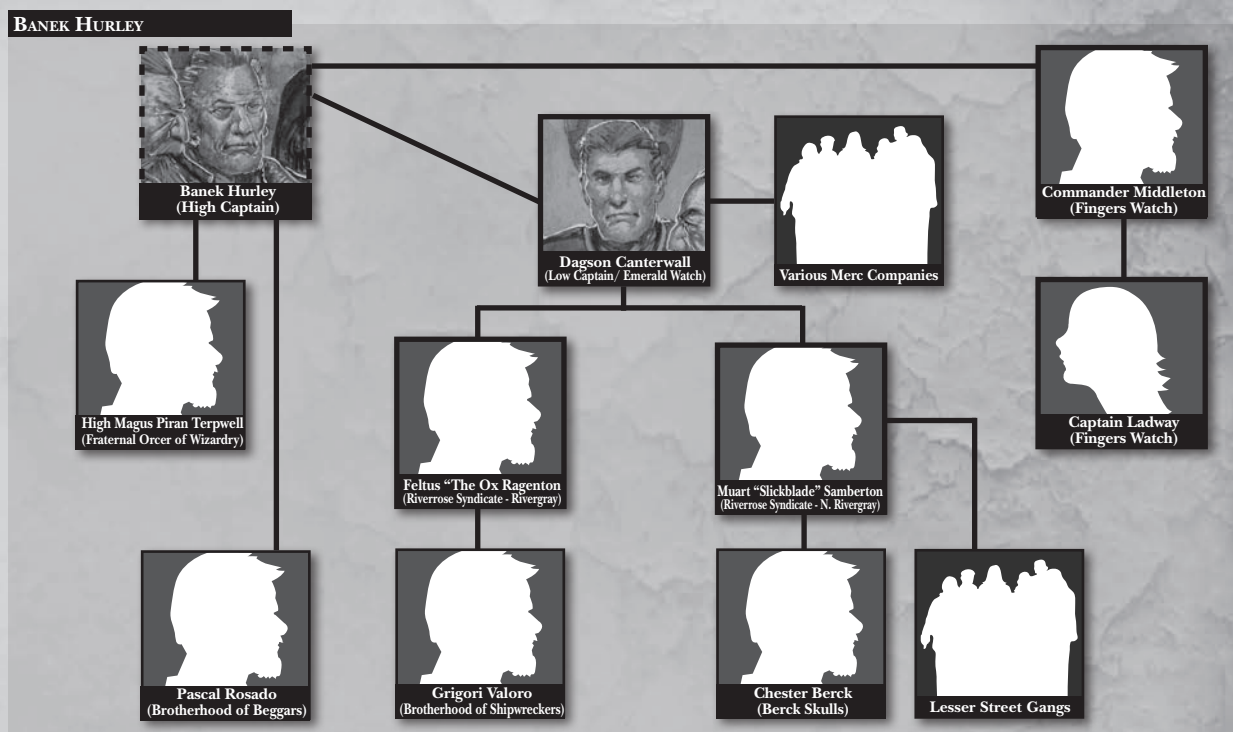 Banek Hurley
Banek Hurley
(High Captain)
Commander Middleton
(Fingers Watch)
Dagson Canterwall
(Low Captain/ Emerald Watch)
Various Merc Companies
High Magus Piran Terpwell
(Fraternal Orcer of Wizardry)
Captain Ladway
(Fingers Watch)
Feltus “The Ox Ragenton
(Riverrose Syndicate - Rivergray)
Muart “Slickblade” Samberton
(Riverrose Syndicate - N. Rivergray)
Pascal Rosado
(Brotherhood of Beggars)
Grigori Valoro
(Brotherhood of Shipwreckers)
Chester Berck
(Berck Skulls)
Lesser Street Gangs